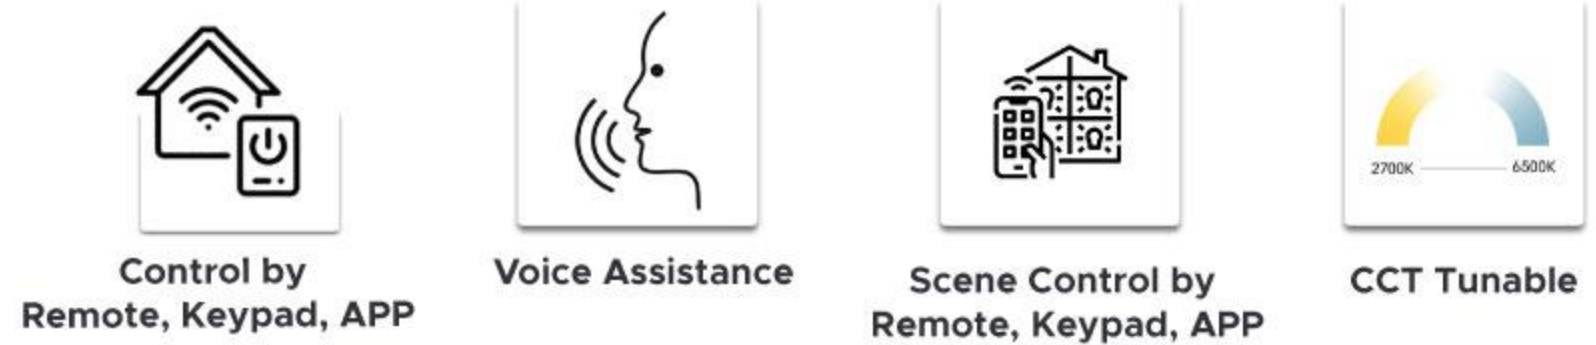 Control by
Remote, Keypad, APP
Voice Assistance
Scene Control by
Remote, Keypad, APP
2700K
6500K
CCT Tunable